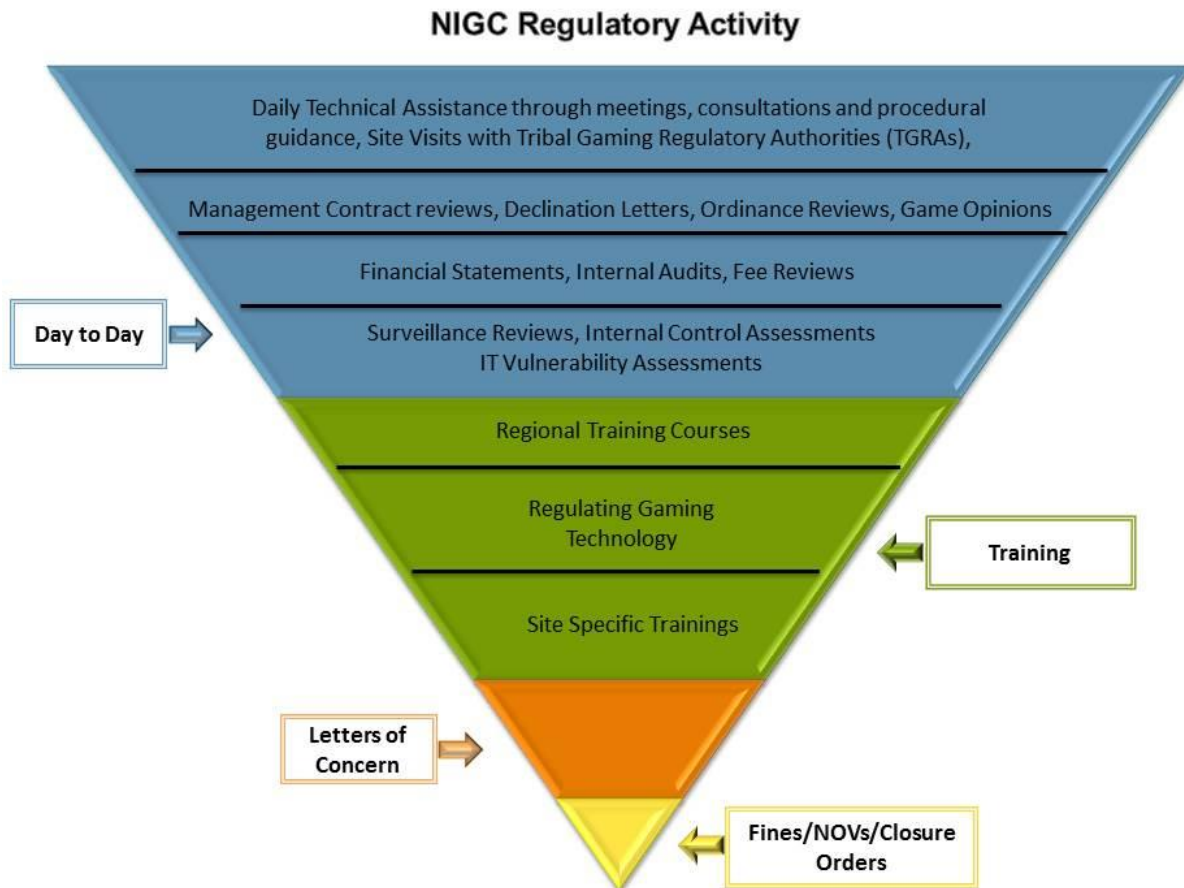 NIGC Regulatory Activity
Daily Technical Assistance through meetings, consultations and procedural
guidance, Site Visits with Tribal Gaming Regulatory Authorities (TGRAs),
Management Contract reviews, Declination Letters, Ordinance Reviews, Game Opinions
Financial Statements, Internal Audits, Fee Reviews
Day to Day
Surveillance Reviews, Internal Control Assessments
IT Vulnerability Assessments
Regional Training Courses
Regulating Gaming
Technology
Training
Site Specific Trainings
Letters of
Concern
Fines/NOVs/Closure
Orders